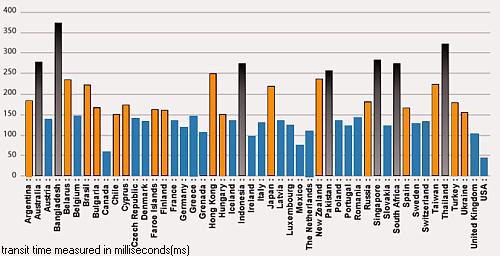 400
350
300
250
200
150
100
50
0
Argentina :
Australia :
Austria :
Bangladesh :
Belarus :
Belgium :
Brasil :
Bulgaria :
Canada :
Chile :
Cyprus :
Czech Republic :
Denmark :
Faroe Islands :
Finland :
France :
Germany :
Greece :
Grenada :
Hong Kong :
Hungary :
Iceland :
Indonesia :
Ireland :
Italy :
Japan :
Latvia :
Luxembourg :
Mexico :
The Netherlands :
New Zealand :
Pakistan :
Poland :
Portugal :
Romania :
Russia :
Singapore :
Slovakia :
South Africa :
Spain :
Sweden :
Switzerland :
Taiwan :
Thailand :
Turkey :
Ukraine :
United Kingdom :
USA :
transit time measured in milliseconds[ms]